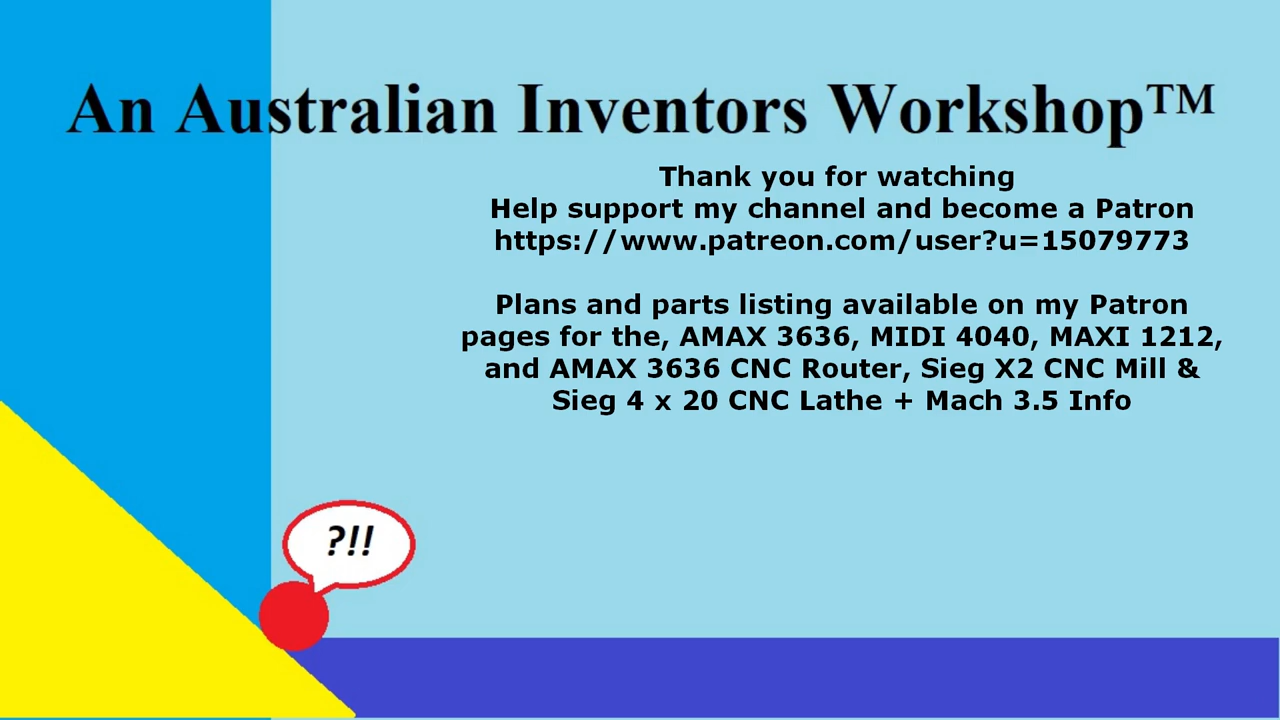 An Australian Inventors Workshop™
Thank you for watching
Help support my channel and become a Patron
https://www.patreon.com/user?u=15079773
Plans and parts listing available on my Patron
pages for the, AMAX 3636, MIDI 4040, MAXI 1212,
and AMAX 3636 CNC Router, Sieg X2 CNC Mill &
Sieg 4 x 20 CNC Lathe + Mach 3.5 Info
?!!